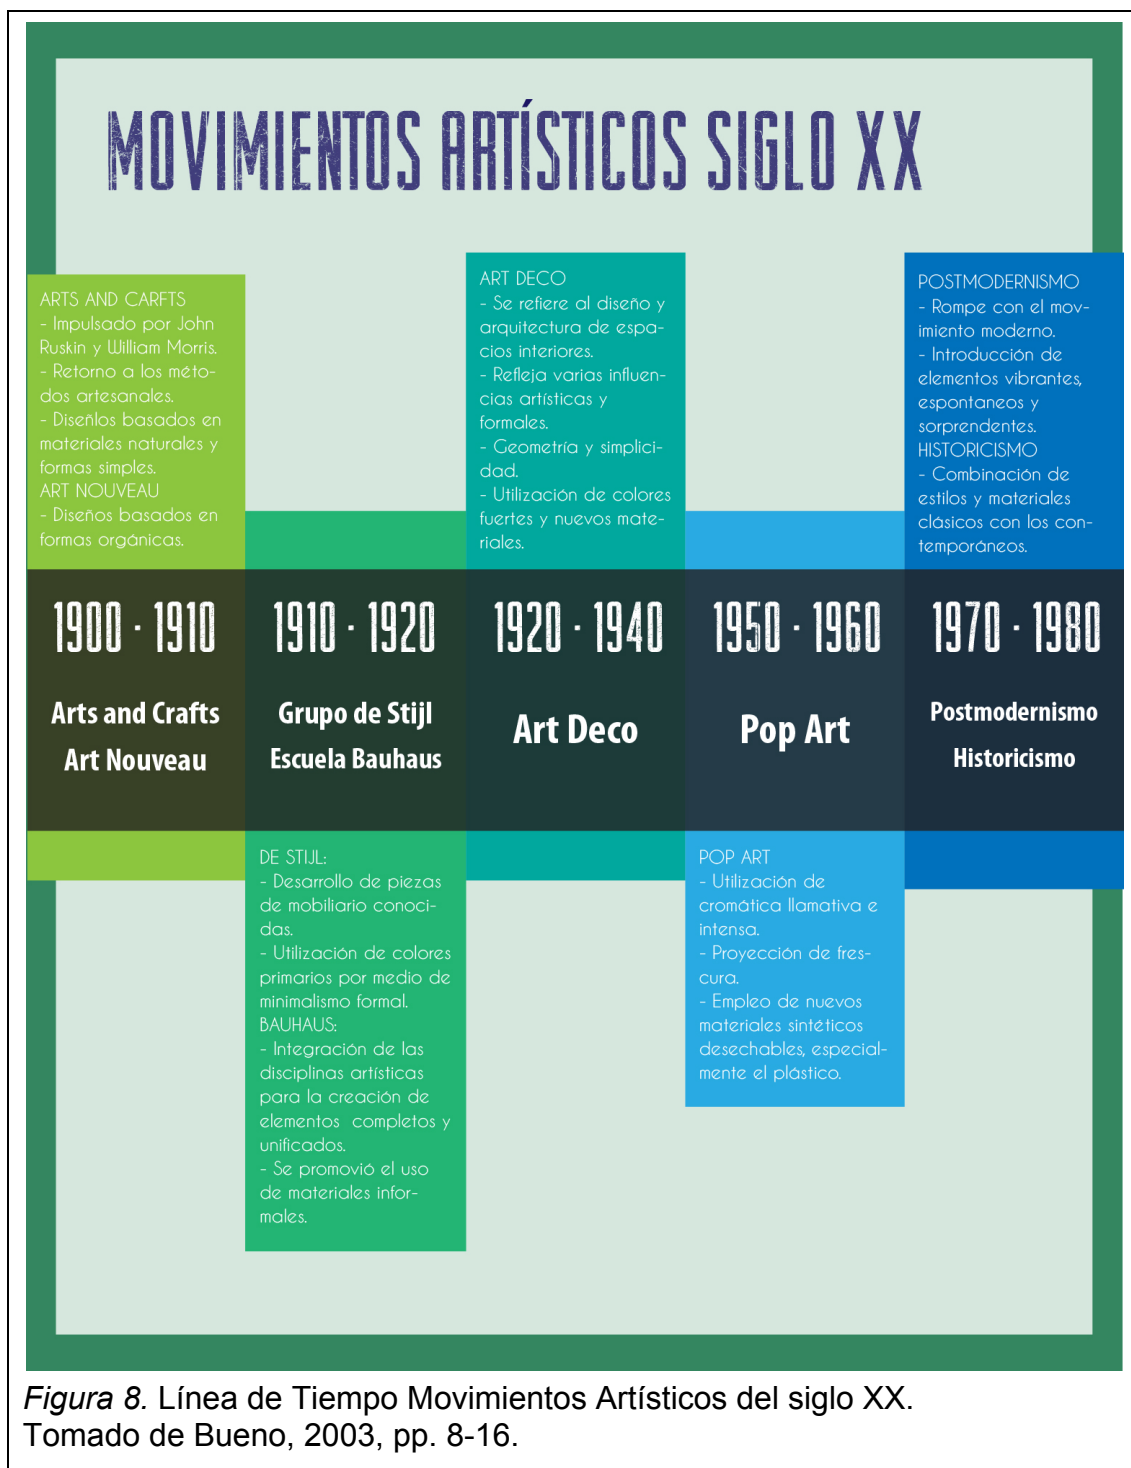 MOVIMIENTOS ARTÍSTICOS SIGLO XX
ARTS AND CARFTS
- Impulsado por John
Ruskin y William Morris.
- Retorno a los méto-
dos artesanales.
- Diseñlos basados en
materiales naturales y
formas simples.
ART NOUVEAU
- Diseños basados en
formas orgánicas.
1900 - 1910
Arts and Crafts
Art Nouveau
1910 - 1920
Grupo de Stijl
Escuela Bauhaus
DE STIJL:
- Desarrollo de piezas
de mobiliario conoci-
das.
- Utilización de colores
primarios por medio de
minimalismo formal.
BAUHAUS:
- Integración de las
disciplinas artísticas
para la creación de
elementos completos y
unificados.
- Se promovió el uso
de materiales infor-
males.
ART DECO
- Se refiere al diseño y
arquitectura de espa-
cios interiores.
- Refleja varias influen-
cias artísticas y
formales.
- Geometría y simplici-
dad.
- Utilización de colores
fuertes y nuevos mate-
riales.
1920 - 1940
Art Deco
1950 - 1960
Pop Art
POP ART
- Utilización de
cromática llamativa e
intensa.
- Proyección de fres-
cura.
- Empleo de nuevos
materiales sintéticos
desechables, especial-
mente el plástico.
POSTMODERNISMO
- Rompe con el mov-
imiento moderno.
- Introducción de
elementos vibrantes,
espontaneos y
sorprendentes.
HISTORICISMO
- Combinación de
estilos y materiales
clásicos con los con-
temporáneos.
1970 - 1980
Postmodernismo
Historicismo
Figura 8. Línea de Tiempo Movimientos Artísticos del siglo XX.
Tomado de Bueno, 2003, pp. 8-16.